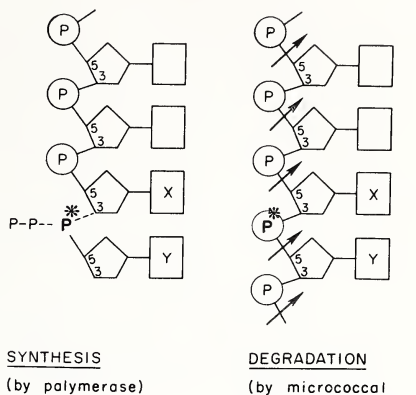 P
5
3
P
5
3
P
5
3
X
P-P-- P*
5
3
Y
SYNTHESIS
(by palymerase)
P
5
3
P
5
3
P
5
3
X
P*
5
3
Y
P
DEGRADATION
(by micrococcal